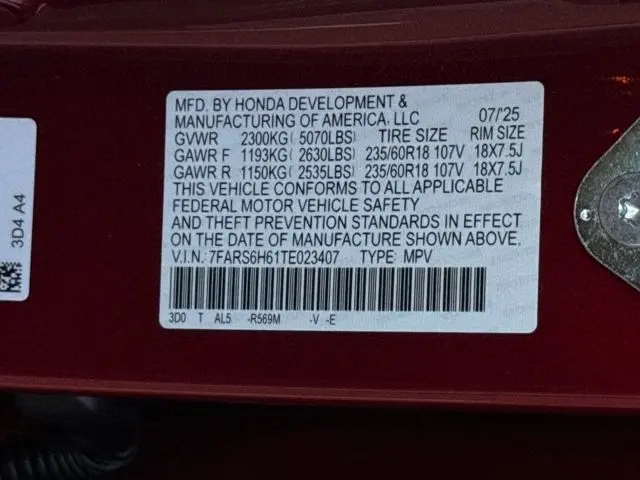 MFD. BY HONDA DEVELOPMENT &
MANUFACTURING OF AMERICA, LLC 07/'25
GVWR 2300KG( 5070LBS) TIRE SIZE RIM SIZE
GAWR F 1193KG( 2630LBS) 235/60R18 107V 18X7.5J
GAWR R 1150KG( 2535LBS) 235/60R18 107V 18X7.5J
THIS VEHICLE CONFORMS TO ALL APPLICABLE
FEDERAL MOTOR VEHICLE SAFETY
AND THEFT PREVENTION STANDARDS IN EFFECT
ON THE DATE OF MANUFACTURE SHOWN ABOVE.
V.I.N.: 7FARS6H61TE023407 TYPE: MPV
3D0 T AL5 -R569M -V -E
3D4 A4